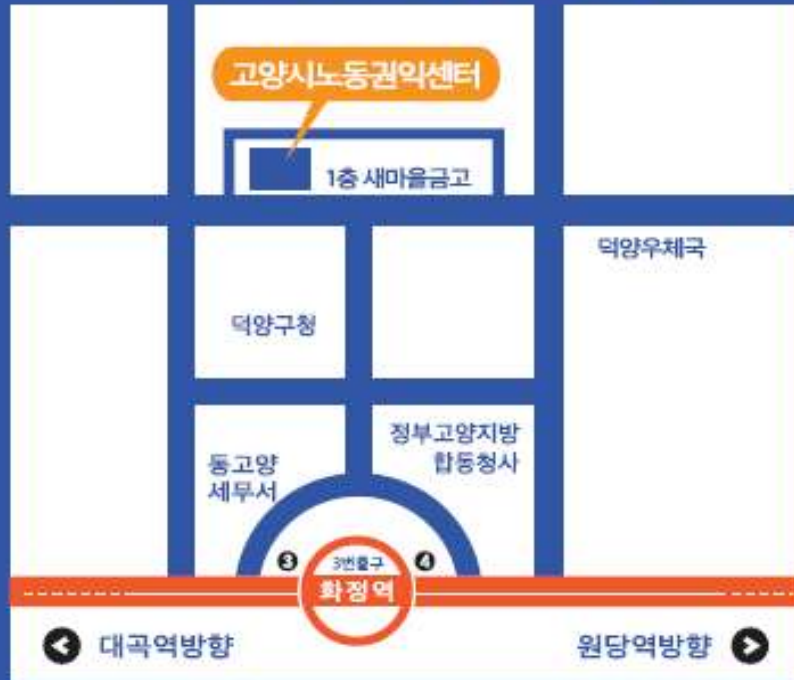 고양시노동권익센터
1층 새마을금고
덕양우체국
덕양구청
정부고양지방
합동청사
동고양
세무서
3
3번출구
4
화정역
대곡역방향
원당역방향